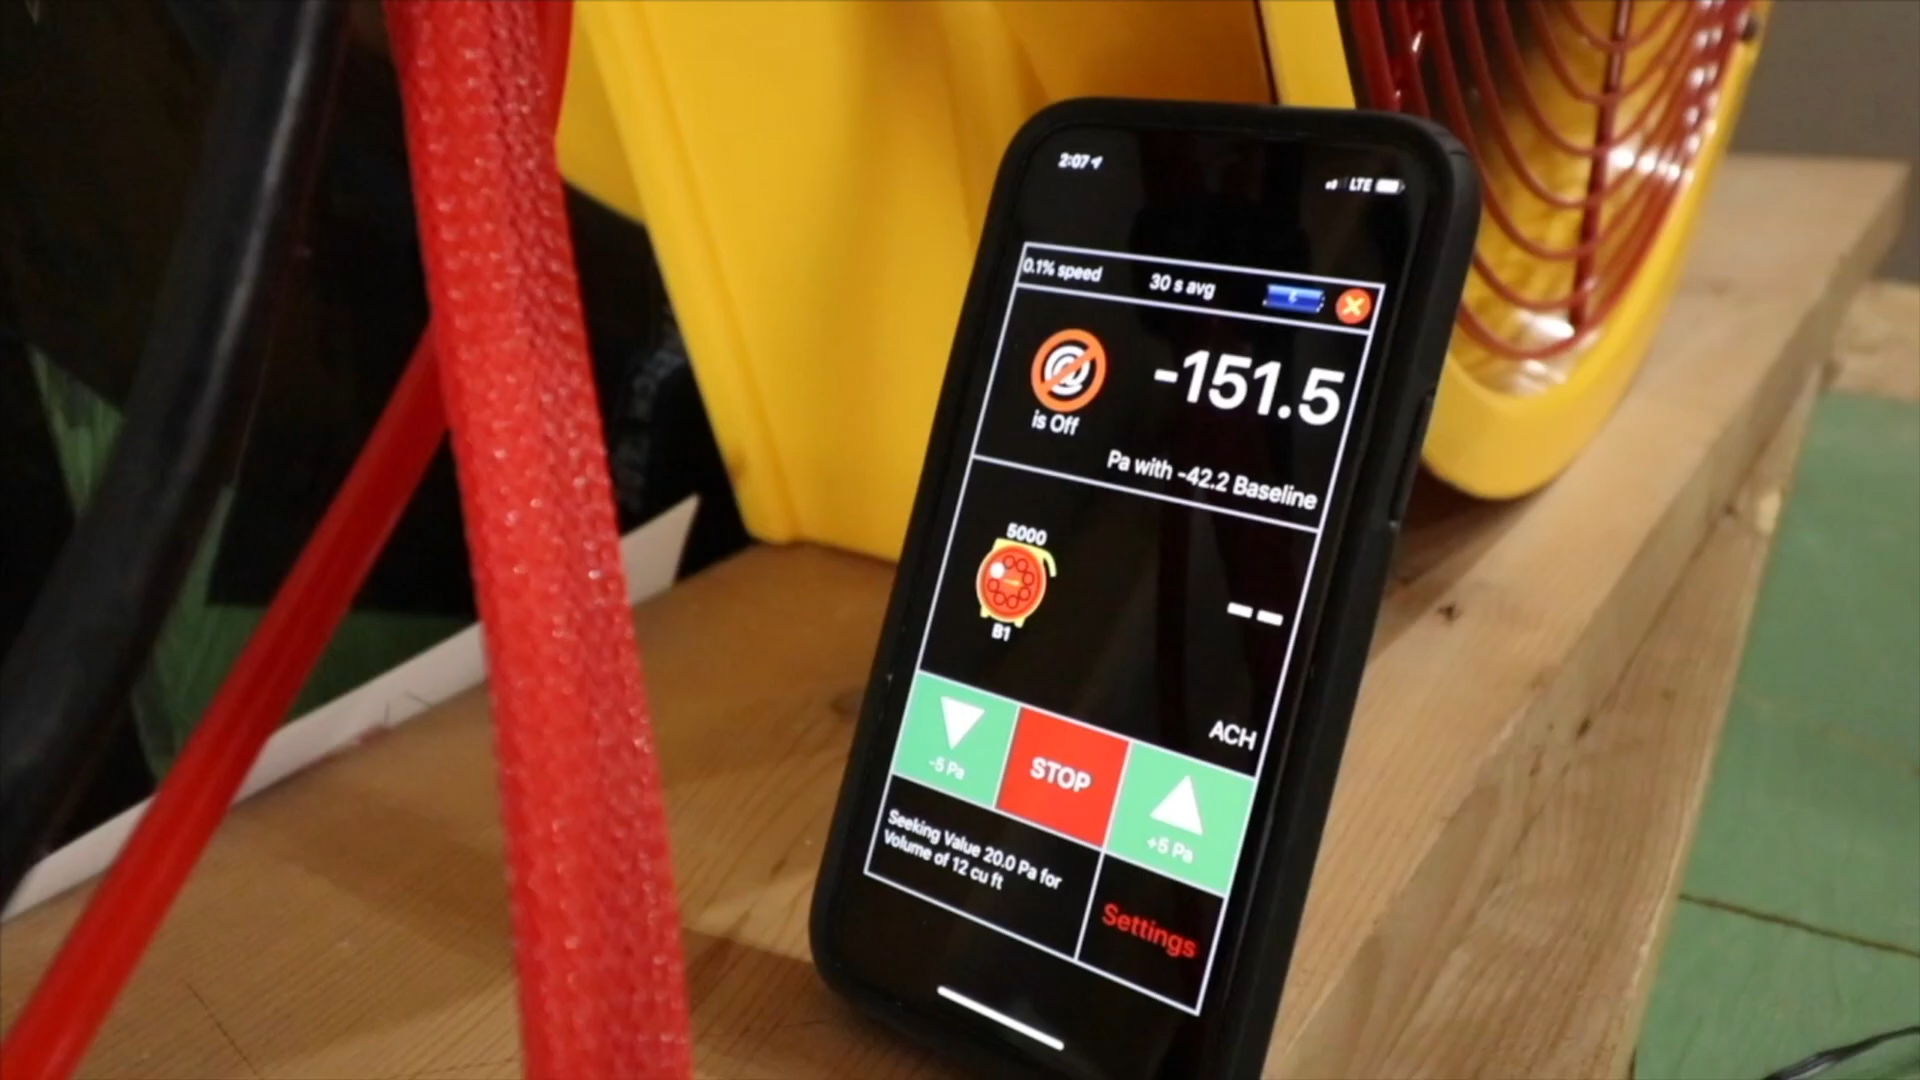 2:07
LTE
0.1% speed
30 s avg
@
is Off
-151.5
Pa with -42.2 Baseline
5000
B1
--
ACH
-5 Pa
STOP
+5 Pa
Seeking Value 20.0 Pa for
Volume of 12 cu ft
Settings